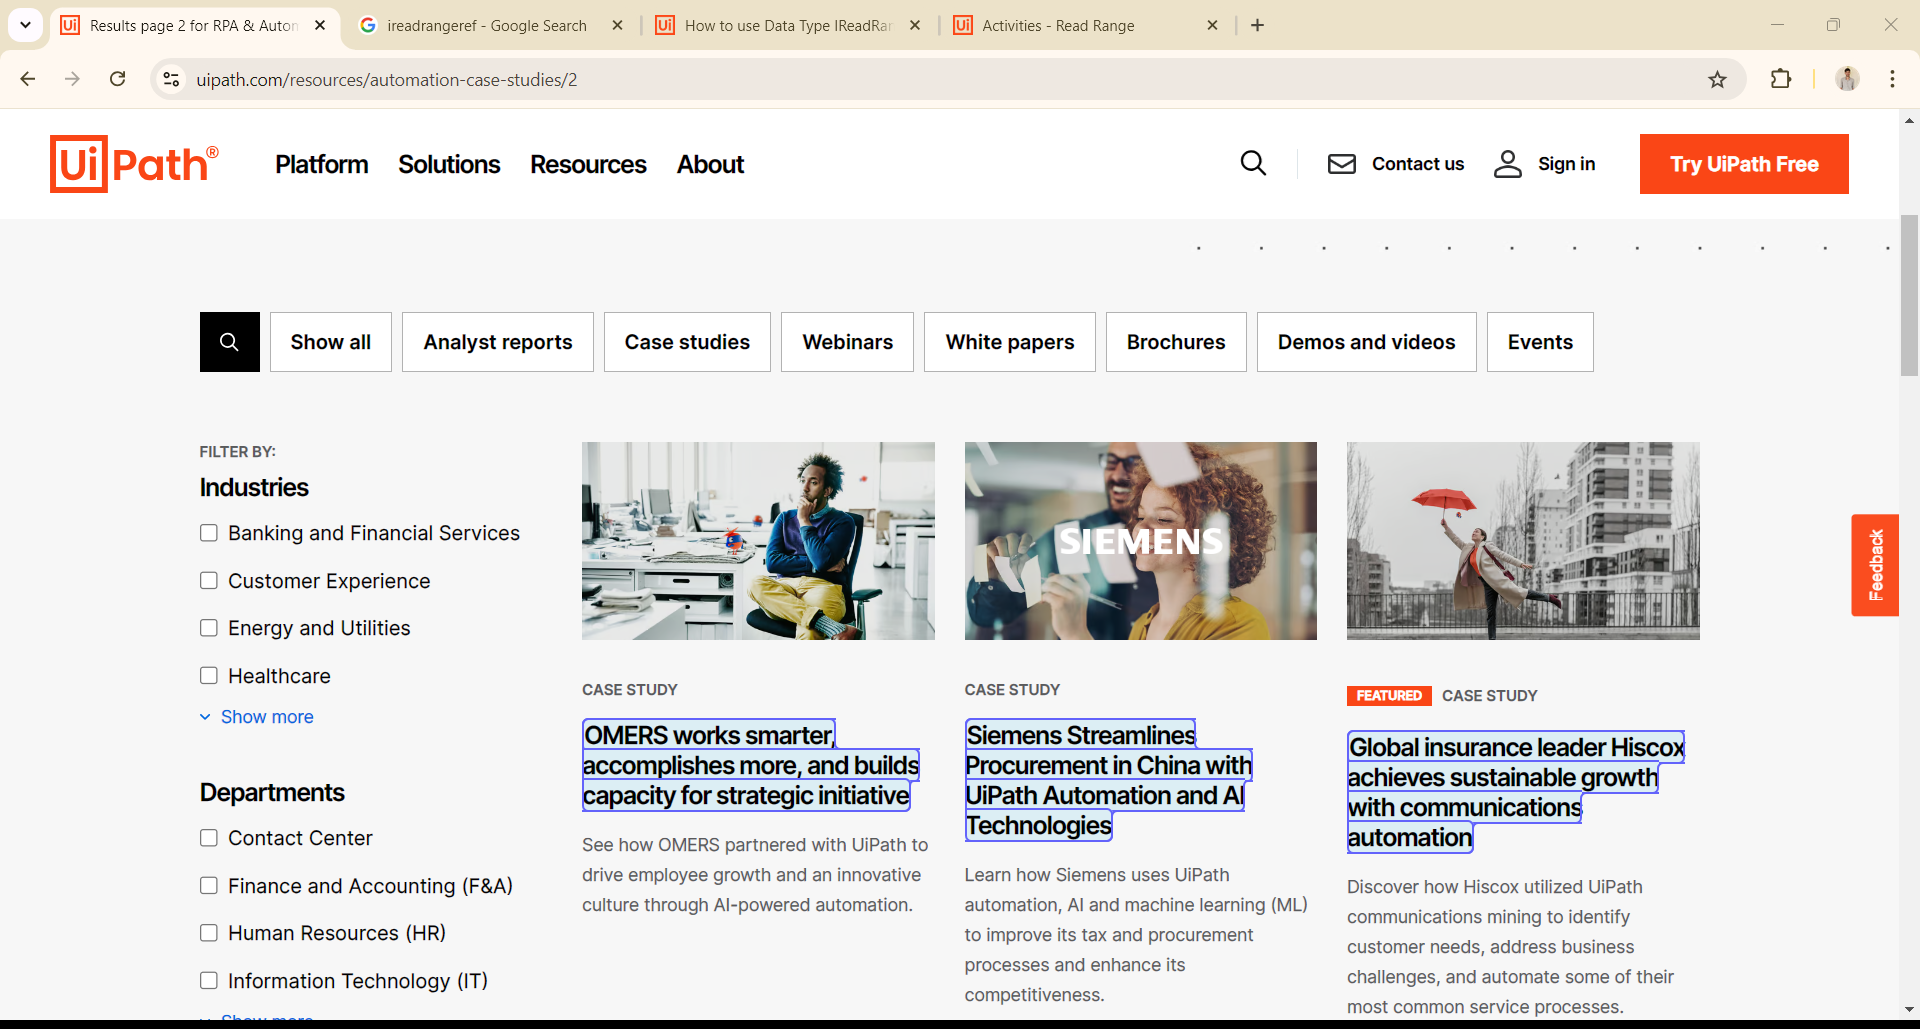 Results page 2 for RPA & Auton
ireadrangeref - Google Search
How to use Data Type IReadRar
Activities - Read Range
uipath.com/resources/automation-case-studies/2
UiPath®
Platform
Solutions
Resources
About
Contact us
Sign in
Try UiPath Free
Show all
Analyst reports
Case studies
Webinars
White papers
Brochures
Demos and videos
Events
FILTER BY:
Industries
Banking and Financial Services
Customer Experience
Energy and Utilities
Healthcare
Show more
Departments
Contact Center
Finance and Accounting (F&A)
Human Resources (HR)
Information Technology (IT)
Show more
CASE STUDY
OMERS works smarter,
accomplishes more, and builds
capacity for strategic initiative
See how OMERS partnered with UiPath to
drive employee growth and an innovative
culture through AI-powered automation.
SIEMENS
CASE STUDY
Siemens Streamlines
Procurement in China with
UiPath Automation and AI
Technologies
Learn how Siemens uses UiPath
automation, AI and machine learning (ML)
to improve its tax and procurement
processes and enhance its
competitiveness.
FEATURED CASE STUDY
Global insurance leader Hiscox
achieves sustainable growth
with communications
automation
Discover how Hiscox utilized UiPath
communications mining to identify
customer needs, address business
challenges, and automate some of their
most common service processes.
Feedback